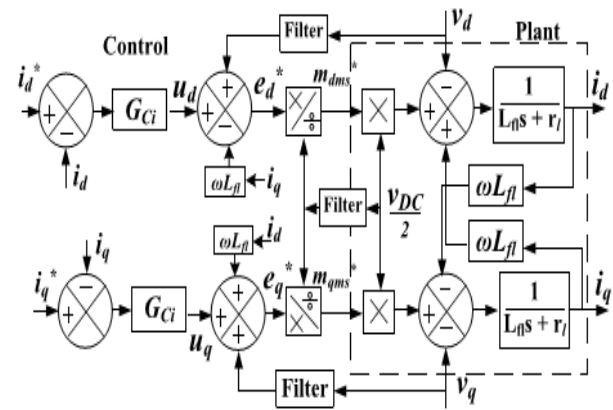 Control
Plant
Filter
v_d
i_d*
+
−
i_d
G_Ci
u_d
+
+
−
e_d*
×
÷
m_dms*
×
−
+
1
L_fl s + r_l
i_d
ωL_fl
i_q
Filter
v_DC
2
ωL_fl
ωL_fl
ωL_fl
i_d
i_q
i_q*
−
+
G_Ci
u_q
+
+
+
e_q*
÷
×
m_qms*
×
−
−
1
L_fl s + r_l
i_q
Filter
v_q